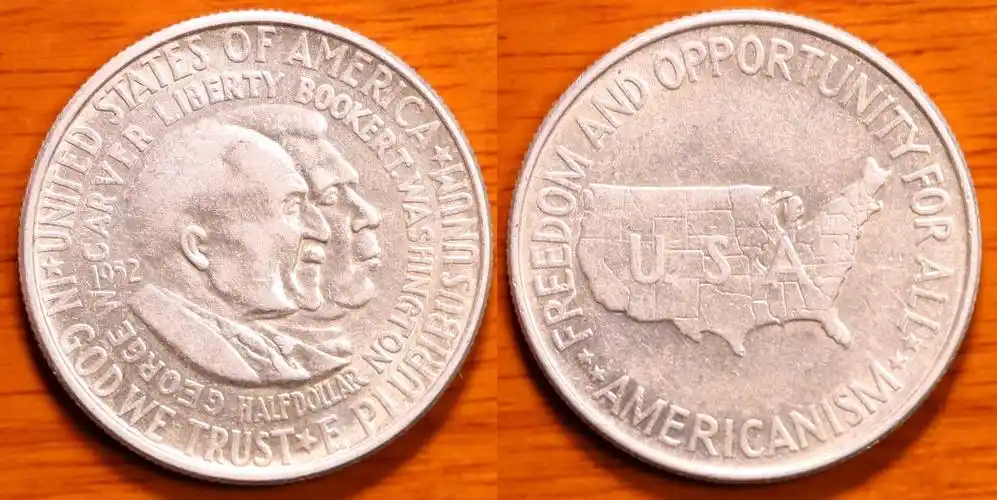 UNITED STATES OF AMERICA
E PLURIBUS UNUM
IN GOD WE TRUST
GEORGE W. CARVER LIBERTY BOOKER T. WASHINGTON
1952
HALF DOLLAR
FREEDOM AND OPPORTUNITY FOR ALL
U S A
AMERICANISM